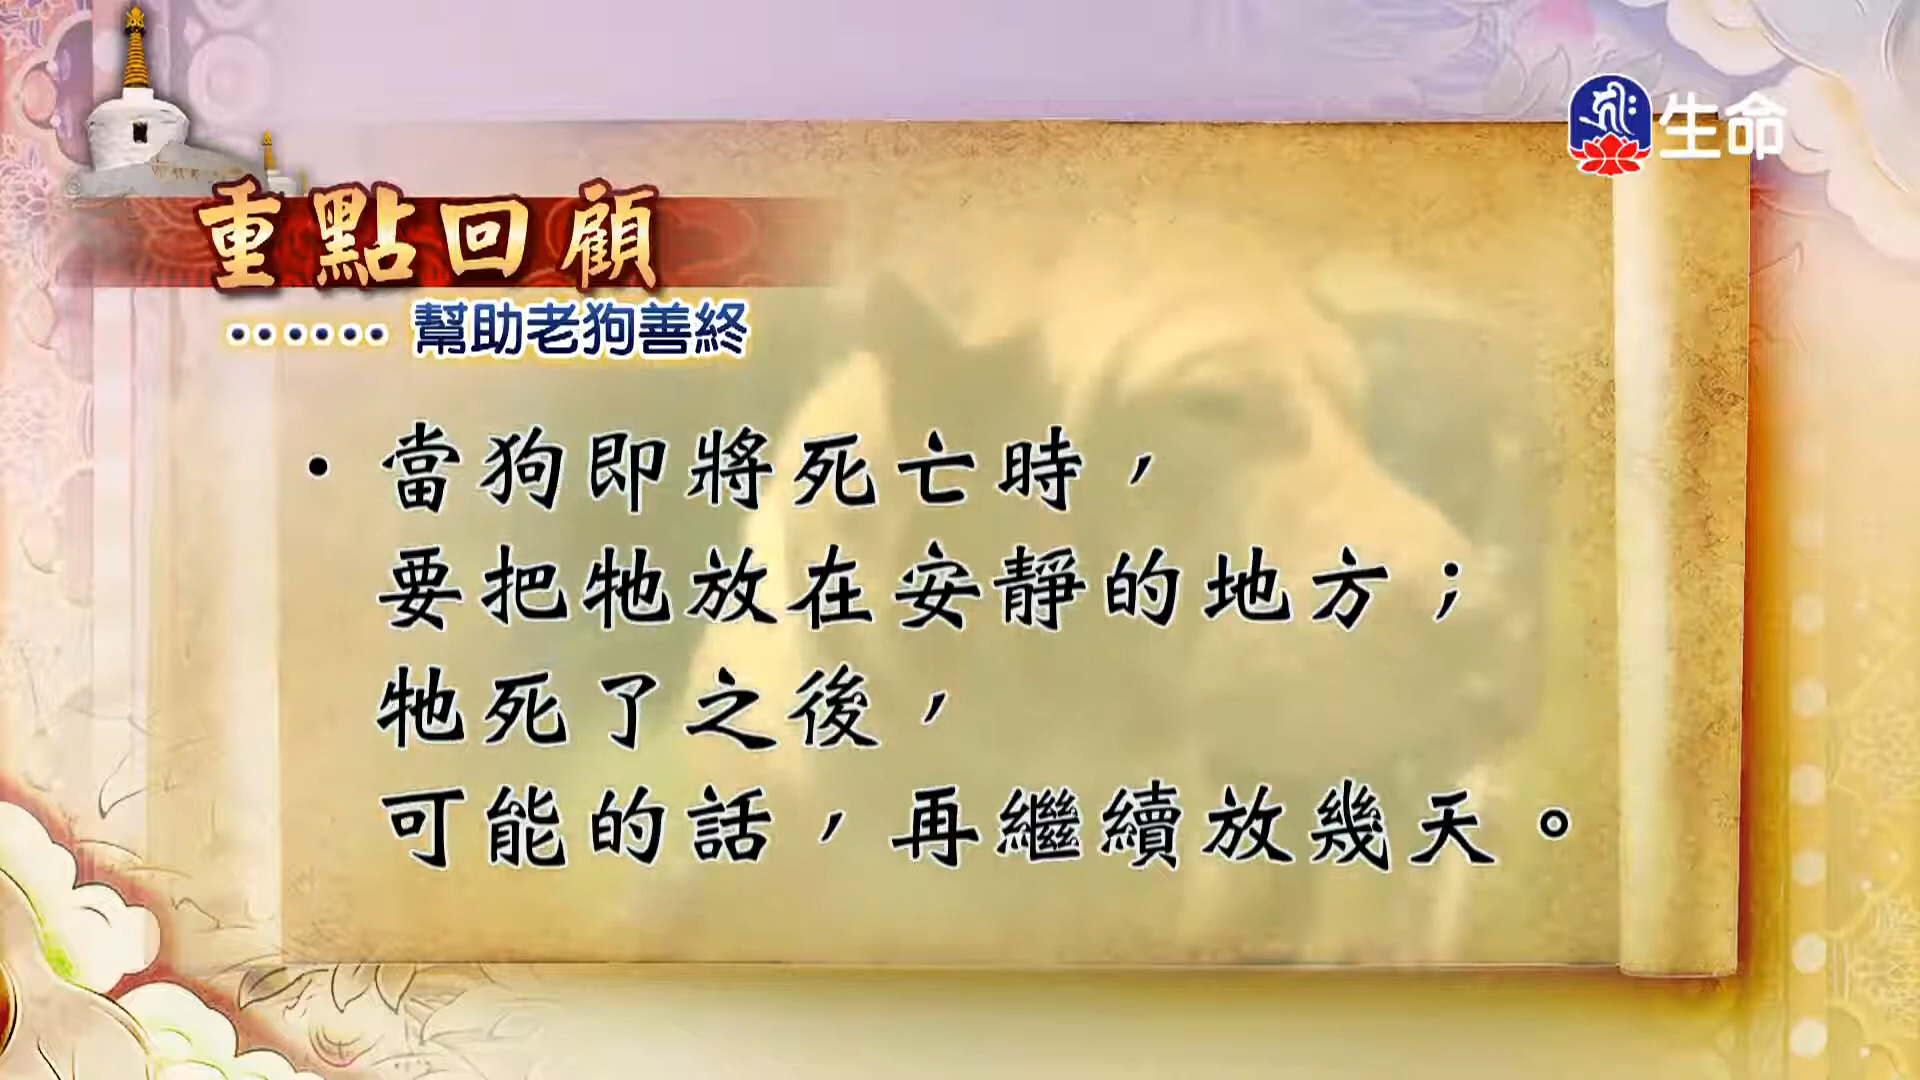 生命
重點回顧
······幫助老狗善終
·當狗即將死亡時，
要把牠放在安靜的地方；
牠死了之後，
可能的話，再繼續放幾天。